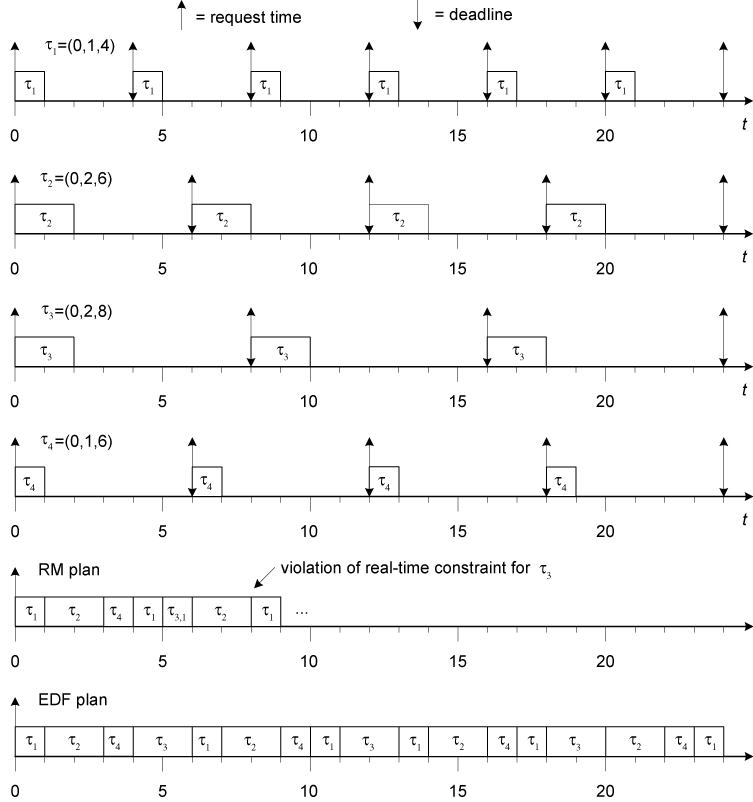 = request time = deadline
τ1=(0,1,4)
τ1 τ1 τ1 τ1 τ1 τ1
0 5 10 15 20 t
τ2=(0,2,6)
τ2 τ2 τ2 τ2
0 5 10 15 20 t
τ3=(0,2,8)
τ3 τ3 τ3
0 5 10 15 20 t
τ4=(0,1,6)
τ4 τ4 τ4 τ4
0 5 10 15 20 t
RM plan violation of real-time constraint for τ3
τ1 τ2 τ4 τ1 τ3,1 τ2 τ1 ...
0 5 10 15 20
EDF plan
τ1 τ2 τ4 τ3 τ1 τ2 τ4 τ1 τ3 τ1 τ2 τ4 τ1 τ3 τ2 τ4 τ1
0 5 10 15 20